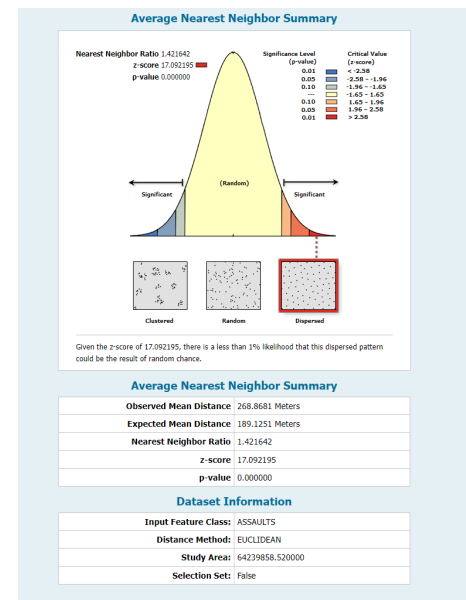 Average Nearest Neighbor Summary
Nearest Neighbor Ratio 1.421642
z-score 17.092195
p-value 0.000000
Significance Level (p-value) Critical Value (z-score)
0.01 < -2.58
0.05 -2.58 - -1.96
0.10 -1.96 - -1.65
--- -1.65 - 1.65
0.10 1.65 - 1.96
0.05 1.96 - 2.58
0.01 > 2.58
Significant (Random) Significant
Clustered Random Dispersed
Given the z-score of 17.092195, there is a less than 1% likelihood that this dispersed pattern
could be the result of random chance.
Average Nearest Neighbor Summary
Observed Mean Distance 268.8681 Meters
Expected Mean Distance 189.1251 Meters
Nearest Neighbor Ratio 1.421642
z-score 17.092195
p-value 0.000000
Dataset Information
Input Feature Class: ASSAULTS
Distance Method: EUCLIDEAN
Study Area: 64239858.520000
Selection Set: False